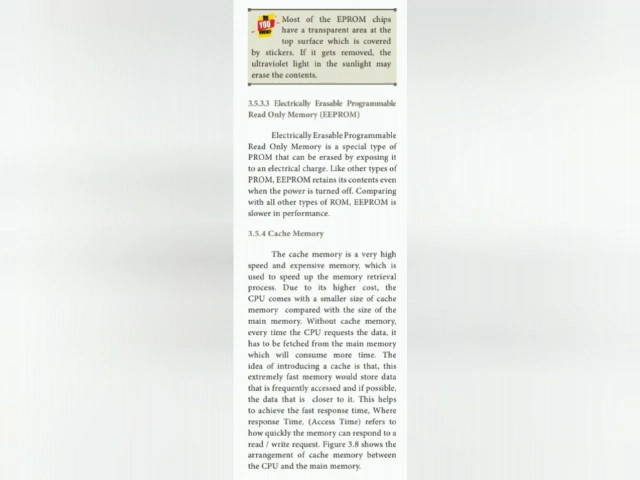 DO YOU KNOW?
Most of the EPROM chips
have a transparent area at the
top surface which is covered
by stickers. If it gets removed, the
ultraviolet light in the sunlight may
erase the contents.
3.5.3.3 Electrically Erasable Programmable
Read Only Memory (EEPROM)
Electrically Erasable Programmable
Read Only Memory is a special type of
PROM that can be erased by exposing it
to an electrical charge. Like other types of
PROM, EEPROM retains its contents even
when the power is turned off. Comparing
with all other types of ROM, EEPROM is
slower in performance.
3.5.4 Cache Memory
The cache memory is a very high
speed and expensive memory, which is
used to speed up the memory retrieval
process. Due to its higher cost, the
CPU comes with a smaller size of cache
memory compared with the size of the
main memory. Without cache memory,
every time the CPU requests the data, it
has to be fetched from the main memory
which will consume more time. The
idea of introducing a cache is that, this
extremely fast memory would store data
that is frequently accessed and if possible,
the data that is closer to it. This helps
to achieve the fast response time, Where
response Time, (Access Time) refers to
how quickly the memory can respond to a
read / write request. Figure 3.8 shows the
arrangement of cache memory between
the CPU and the main memory.